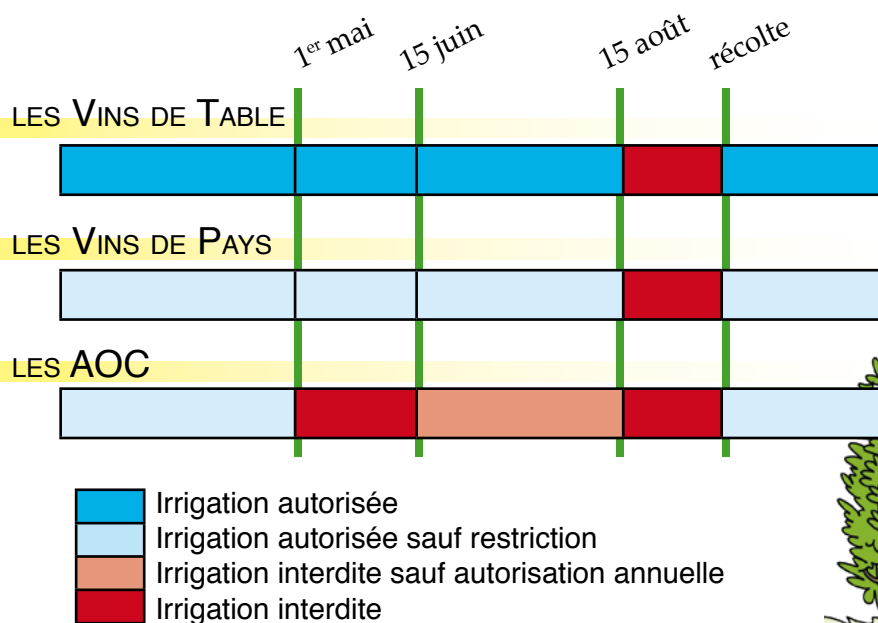 1er mai 15 juin 15 août récolte
LES VINS DE TABLE
LES VINS DE PAYS
LES AOC
Irrigation autorisée
Irrigation autorisée sauf restriction
Irrigation interdite sauf autorisation annuelle
Irrigation interdite